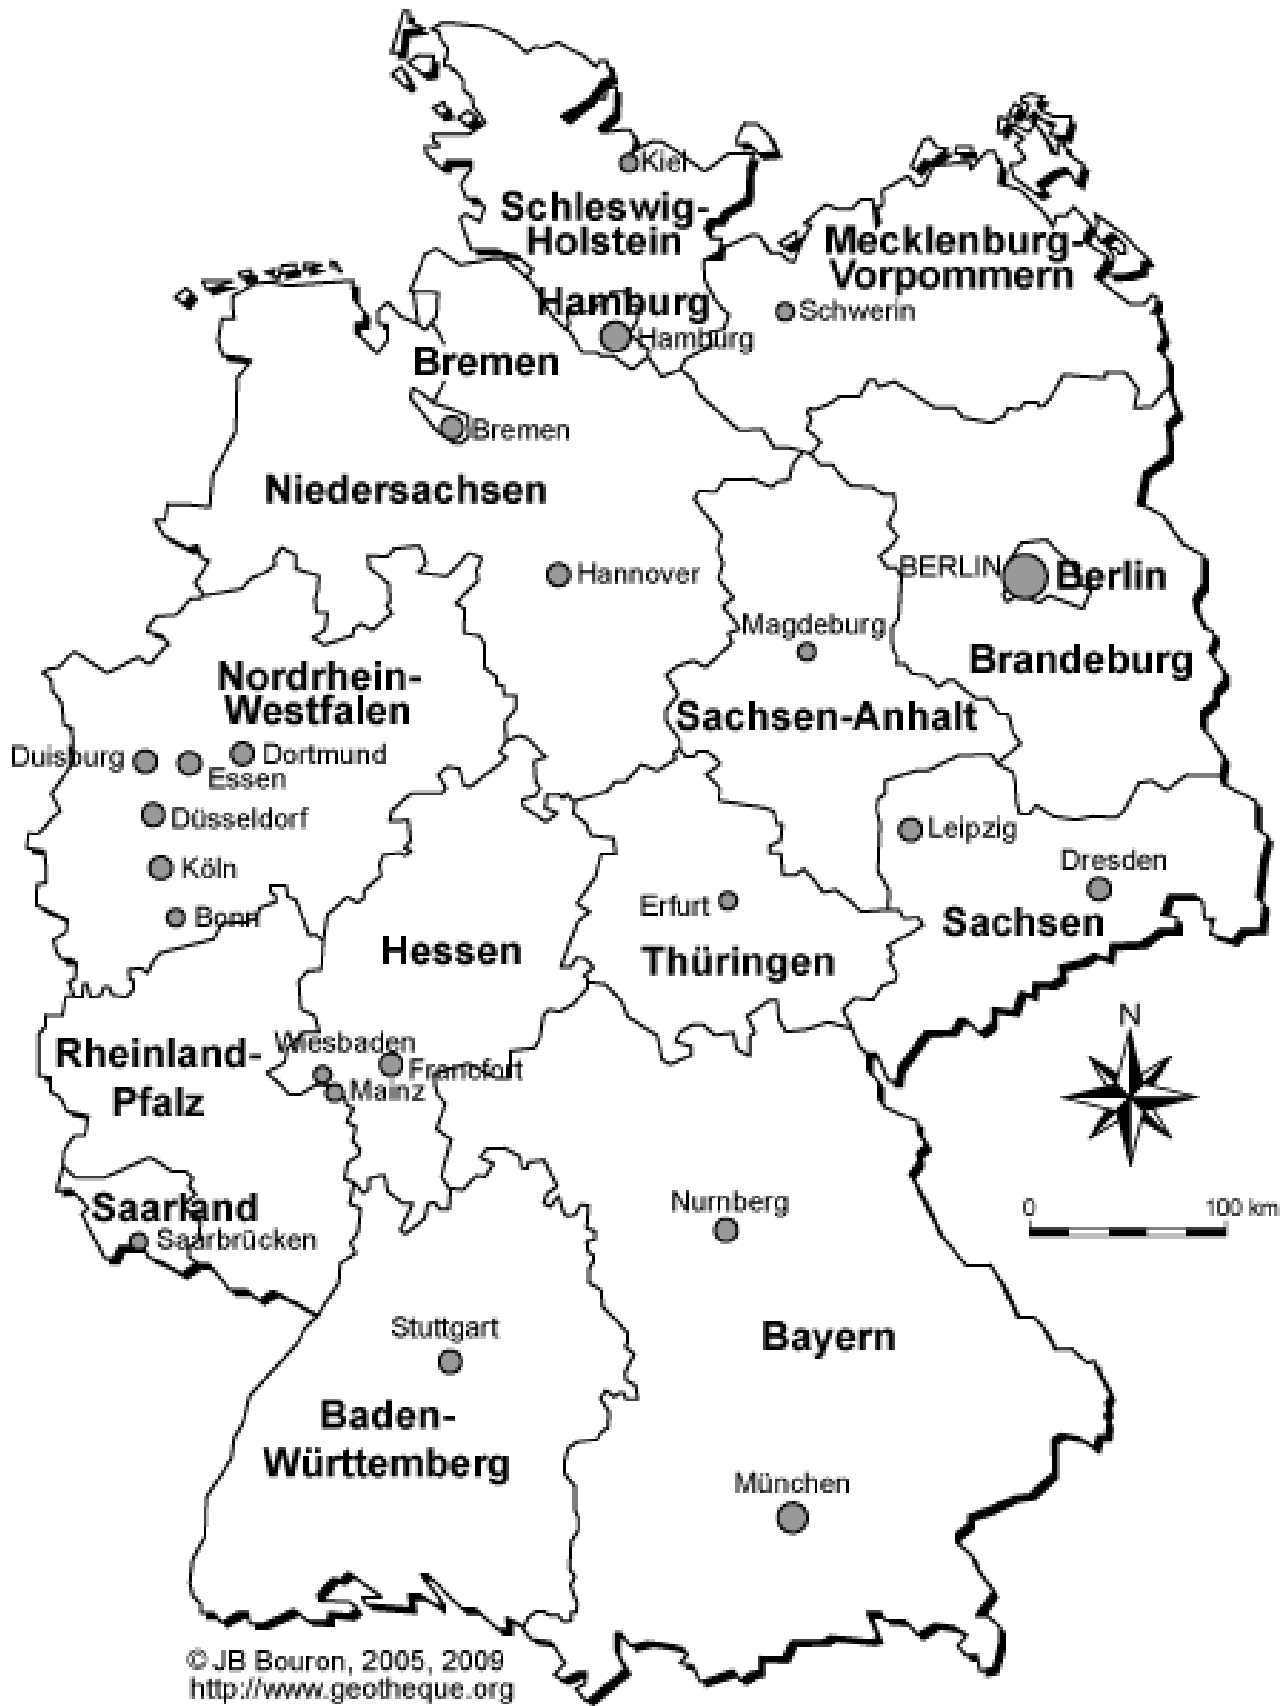 Kiel
Schleswig-
Holstein
Mecklenburg-
Vorpommern
Hamburg
Schwerin
Hamburg
Bremen
Bremen
Niedersachsen
Hannover
BERLIN
Berlin
Magdeburg
Brandeburg
Nordrhein-
Westfalen
Sachsen-Anhalt
Duisburg
Dortmund
Essen
Düsseldorf
Leipzig
Köln
Dresden
Bonn
Erfurt
Sachsen
Hessen
Thüringen
N
Wiesbaden
Rheinland-
Pfalz
Francfort
Mainz
Saarland
Nurnberg
0 100 km
Saarbrücken
Stuttgart
Bayern
Baden-
Württemberg
München
© JB Bouron, 2005, 2009
http://www.geotheque.org